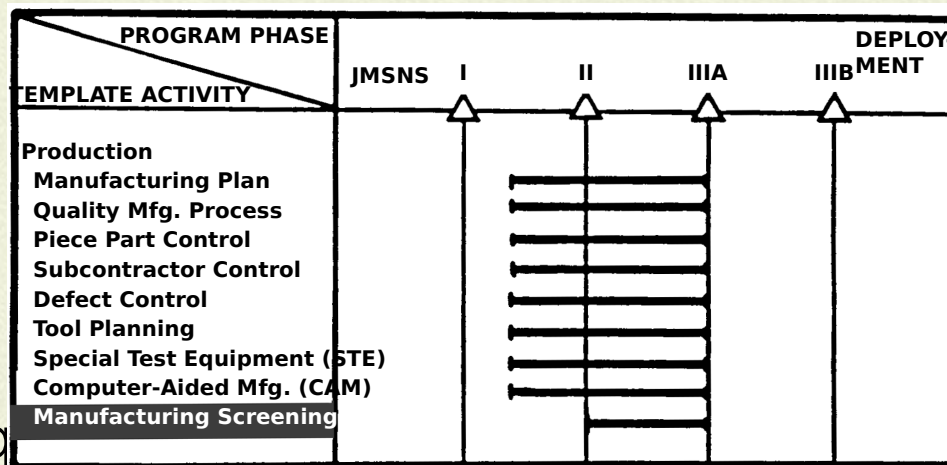 PROGRAM PHASE
TEMPLATE ACTIVITY
JMSNS I II IIIA IIIB DEPLOY-
MENT
Production
Manufacturing Plan
Quality Mfg. Process
Piece Part Control
Subcontractor Control
Defect Control
Tool Planning
Special Test Equipment (STE)
Computer-Aided Mfg. (CAM)
Manufacturing Screening